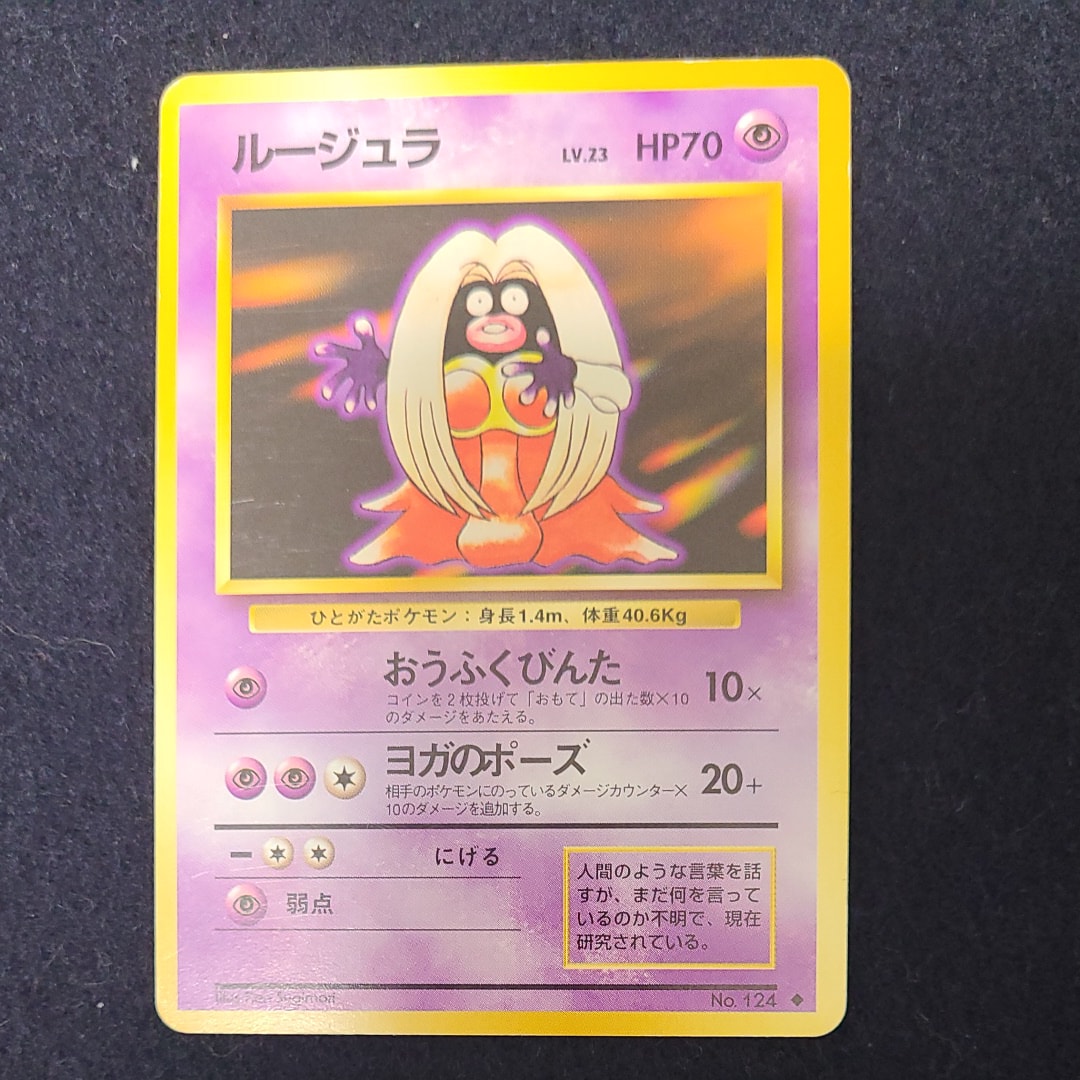 ルージュラ LV.23 HP70
ひとがたポケモン：身長1.4m、体重40.6Kg
おうふくびんた 10×
コインを2枚投げて「おもて」の出た数×10
のダメージをあたえる。
ヨガのポーズ 20+
相手のポケモンにのっているダメージカウンター×
10のダメージを追加する。
にげる
弱点
人間のような言葉を話
すが、まだ何を言って
いるのか不明で、現在
研究されている。
Sugimori
No. 124